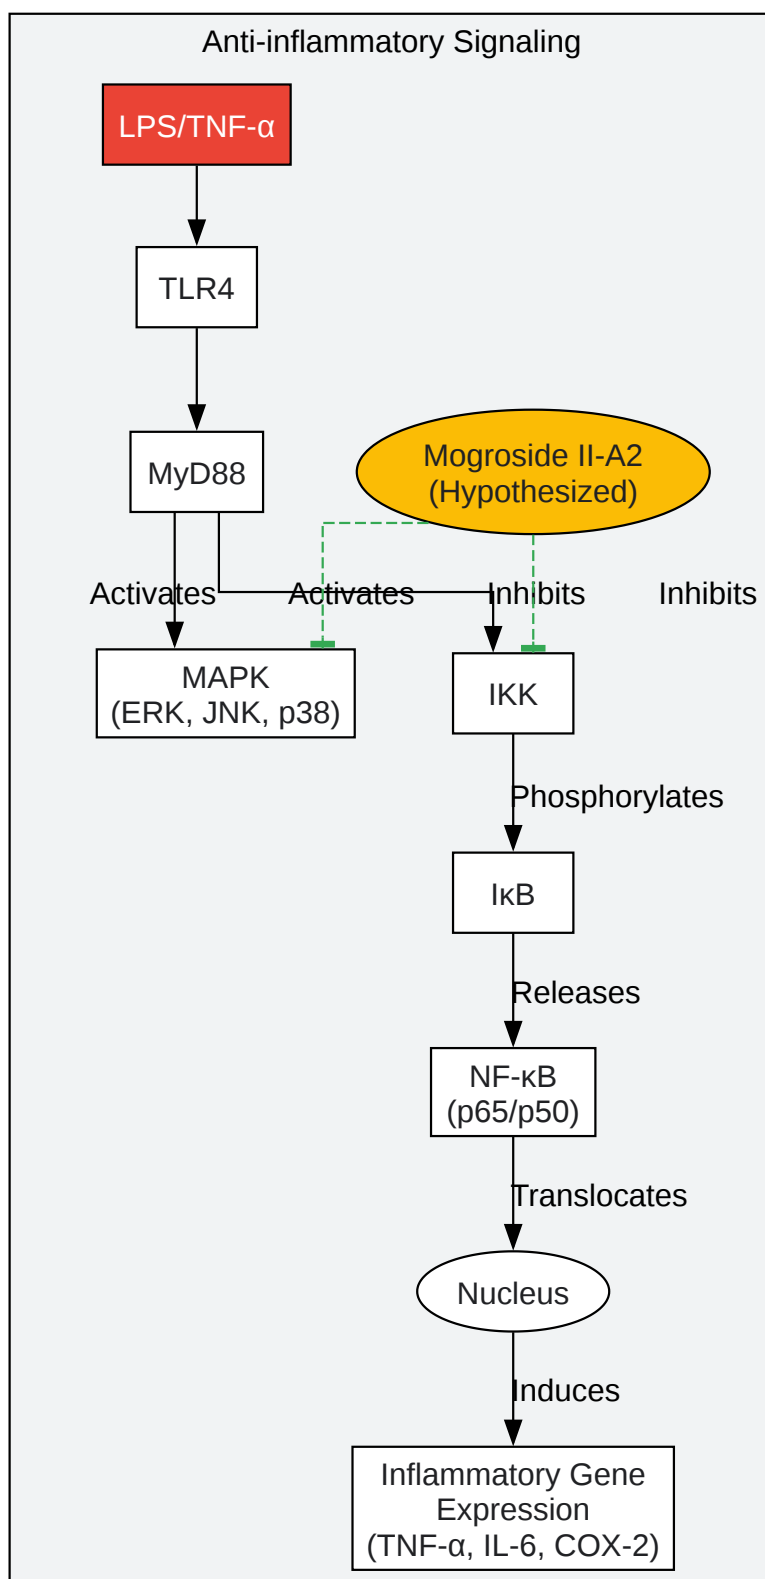 Anti-inflammatory Signaling
LPS/TNF-α
TLR4
MyD88
Mogroside II-A2
(Hypothesized)
Activates
Activates
Inhibits
Inhibits
MAPK
(ERK, JNK, p38)
IKK
Phosphorylates
IκB
Releases
NF-κB
(p65/p50)
Translocates
Nucleus
Induces
Inflammatory Gene
Expression
(TNF-α, IL-6, COX-2)